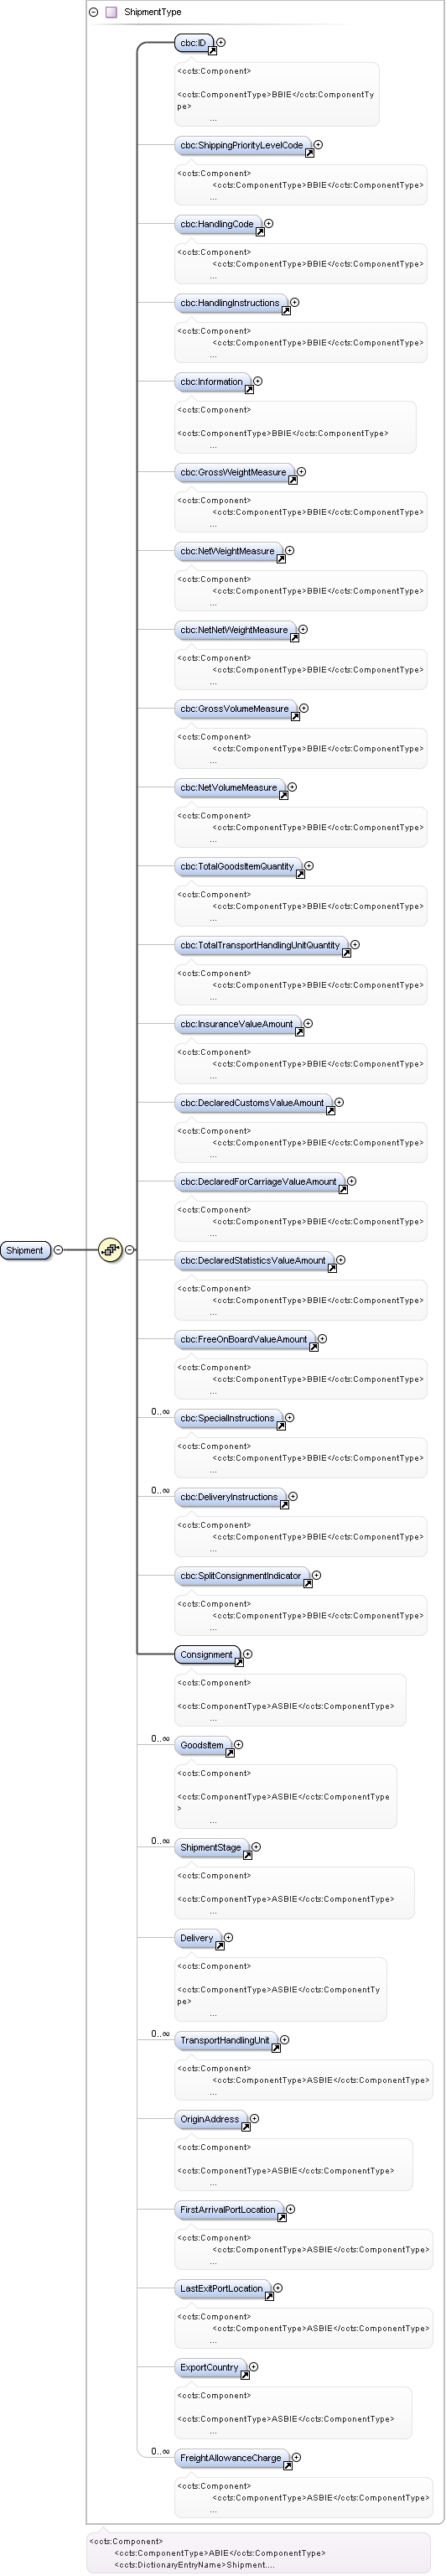 ShipmentType
cbc:ID
<ccts:Component>
<ccts:ComponentType>BBIE</ccts:ComponentTy
pe>
...
cbc:ShippingPriorityLevelCode
<ccts:Component>
<ccts:ComponentType>BBIE</ccts:ComponentType>
...
cbc:HandlingCode
<ccts:Component>
<ccts:ComponentType>BBIE</ccts:ComponentType>
...
cbc:HandlingInstructions
<ccts:Component>
<ccts:ComponentType>BBIE</ccts:ComponentType>
...
cbc:Information
<ccts:Component>
<ccts:ComponentType>BBIE</ccts:ComponentType>
...
cbc:GrossWeightMeasure
<ccts:Component>
<ccts:ComponentType>BBIE</ccts:ComponentType>
...
cbc:NetWeightMeasure
<ccts:Component>
<ccts:ComponentType>BBIE</ccts:ComponentType>
...
cbc:NetNetWeightMeasure
<ccts:Component>
<ccts:ComponentType>BBIE</ccts:ComponentType>
...
cbc:GrossVolumeMeasure
<ccts:Component>
<ccts:ComponentType>BBIE</ccts:ComponentType>
...
cbc:NetVolumeMeasure
<ccts:Component>
<ccts:ComponentType>BBIE</ccts:ComponentType>
...
cbc:TotalGoodsItemQuantity
<ccts:Component>
<ccts:ComponentType>BBIE</ccts:ComponentType>
...
cbc:TotalTransportHandlingUnitQuantity
<ccts:Component>
<ccts:ComponentType>BBIE</ccts:ComponentType>
...
cbc:InsuranceValueAmount
<ccts:Component>
<ccts:ComponentType>BBIE</ccts:ComponentType>
...
cbc:DeclaredCustomsValueAmount
<ccts:Component>
<ccts:ComponentType>BBIE</ccts:ComponentType>
...
cbc:DeclaredForCarriageValueAmount
<ccts:Component>
<ccts:ComponentType>BBIE</ccts:ComponentType>
...
Shipment
cbc:DeclaredStatisticsValueAmount
<ccts:Component>
<ccts:ComponentType>BBIE</ccts:ComponentType>
...
cbc:FreeOnBoardValueAmount
<ccts:Component>
<ccts:ComponentType>BBIE</ccts:ComponentType>
...
0..∞
cbc:SpecialInstructions
<ccts:Component>
<ccts:ComponentType>BBIE</ccts:ComponentType>
...
0..∞
cbc:DeliveryInstructions
<ccts:Component>
<ccts:ComponentType>BBIE</ccts:ComponentType>
...
cbc:SplitConsignmentIndicator
<ccts:Component>
<ccts:ComponentType>BBIE</ccts:ComponentType>
...
Consignment
<ccts:Component>
<ccts:ComponentType>ASBIE</ccts:ComponentType>
...
0..∞
GoodsItem
<ccts:Component>
<ccts:ComponentType>ASBIE</ccts:ComponentType
>
...
0..∞
ShipmentStage
<ccts:Component>
<ccts:ComponentType>ASBIE</ccts:ComponentType>
...
Delivery
<ccts:Component>
<ccts:ComponentType>ASBIE</ccts:ComponentTy
pe>
...
0..∞
TransportHandlingUnit
<ccts:Component>
<ccts:ComponentType>ASBIE</ccts:ComponentType>
...
OriginAddress
<ccts:Component>
<ccts:ComponentType>ASBIE</ccts:ComponentType>
...
FirstArrivalPortLocation
<ccts:Component>
<ccts:ComponentType>ASBIE</ccts:ComponentType>
...
LastExitPortLocation
<ccts:Component>
<ccts:ComponentType>ASBIE</ccts:ComponentType>
...
ExportCountry
<ccts:Component>
<ccts:ComponentType>ASBIE</ccts:ComponentType>
...
0..∞
FreightAllowanceCharge
<ccts:Component>
<ccts:ComponentType>ASBIE</ccts:ComponentType>
...
<ccts:Component>
<ccts:ComponentType>ABIE</ccts:ComponentType>
<ccts:DictionaryEntryName>Shipment....